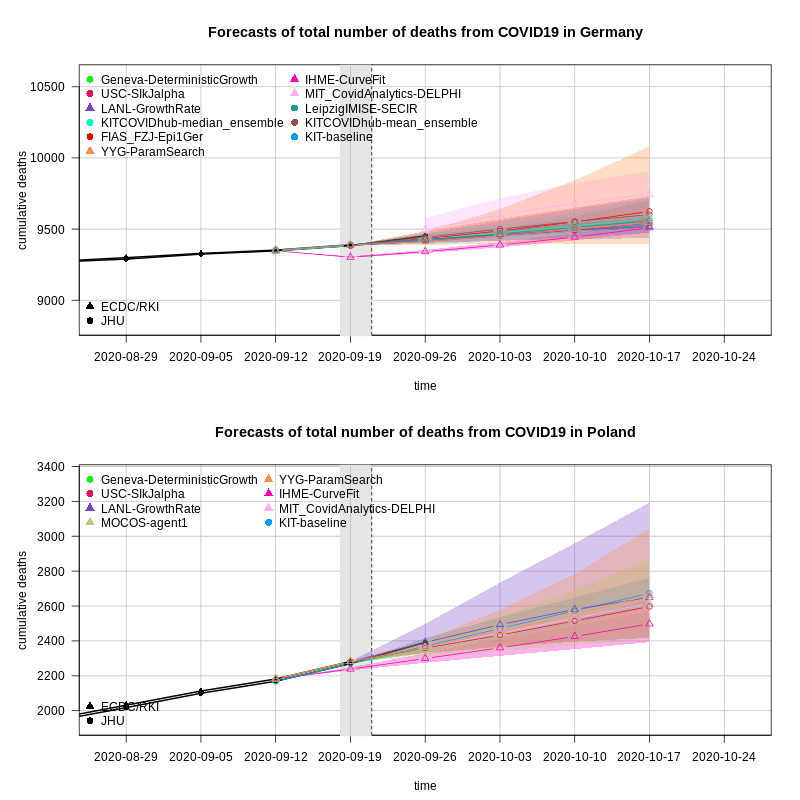 Forecasts of total number of deaths from COVID19 in Germany
cumulative deaths
10500
10000
9500
9000
Geneva-DeterministicGrowth
USC-SIkJalpha
LANL-GrowthRate
KITCOVIDhub-median_ensemble
FIAS_FZJ-Epi1Ger
YYG-ParamSearch
IHME-CurveFit
MIT_CovidAnalytics-DELPHI
LeipzigIMISE-SECIR
KITCOVIDhub-mean_ensemble
KIT-baseline
ECDC/RKI
JHU
2020-08-29 2020-09-05 2020-09-12 2020-09-19 2020-09-26 2020-10-03 2020-10-10 2020-10-17 2020-10-24
time
Forecasts of total number of deaths from COVID19 in Poland
cumulative deaths
3400
3200
3000
2800
2600
2400
2200
2000
Geneva-DeterministicGrowth
USC-SIkJalpha
LANL-GrowthRate
MOCOS-agent1
YYG-ParamSearch
IHME-CurveFit
MIT_CovidAnalytics-DELPHI
KIT-baseline
ECDC/RKI
JHU
2020-08-29 2020-09-05 2020-09-12 2020-09-19 2020-09-26 2020-10-03 2020-10-10 2020-10-17 2020-10-24
time